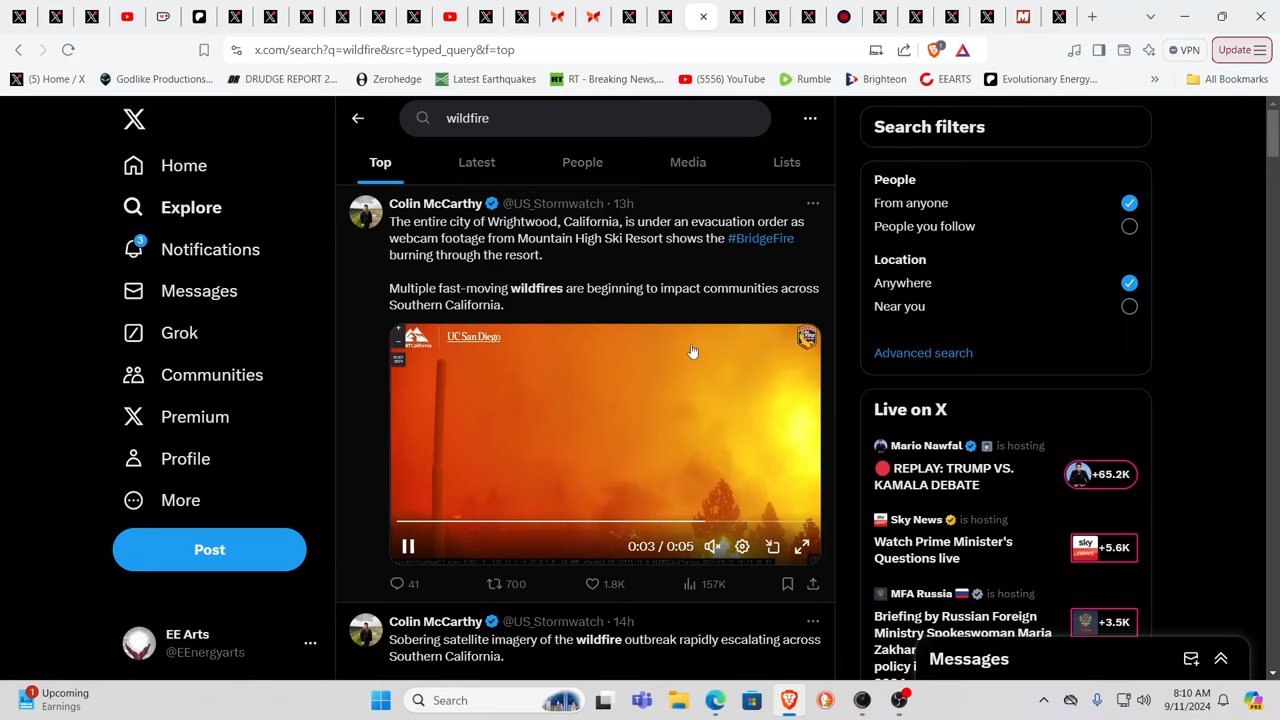 x.com/search?q=wildfire&src=typed_query&f=top
VPN
Update
(5) Home / X
Godlike Productions...
DRUDGE REPORT 2...
Zerohedge
Latest Earthquakes
RT - Breaking News,...
(555) YouTube
Rumble
Brighteon
EEARTS
Evolutionary Energy...
All Bookmarks
wildfire
Top
Latest
People
Media
Lists
Home
Explore
3
Notifications
Messages
Grok
Communities
Premium
Profile
More
Post
EE Arts
@EEnergyarts
Colin McCarthy @US_Stormwatch · 13h
The entire city of Wrightwood, California, is under an evacuation order as
webcam footage from Mountain High Ski Resort shows the #BridgeFire
burning through the resort.
Multiple fast-moving wildfires are beginning to impact communities across
Southern California.
UC San Diego
0:03 / 0:05
41
700
1.8K
157K
Colin McCarthy @US_Stormwatch · 14h
Sobering satellite imagery of the wildfire outbreak rapidly escalating across
Southern California.
Search filters
People
From anyone
People you follow
Location
Anywhere
Near you
Advanced search
Live on X
Mario Nawfal is hosting
REPLAY: TRUMP VS.
KAMALA DEBATE
+65.2K
Sky News is hosting
Watch Prime Minister's
Questions live
+5.6K
MFA Russia is hosting
Briefing by Russian Foreign
Ministry Spokeswoman Maria
+3.5K
Messages
1
Upcoming
Earnings
Search
8:10 AM
9/11/2024